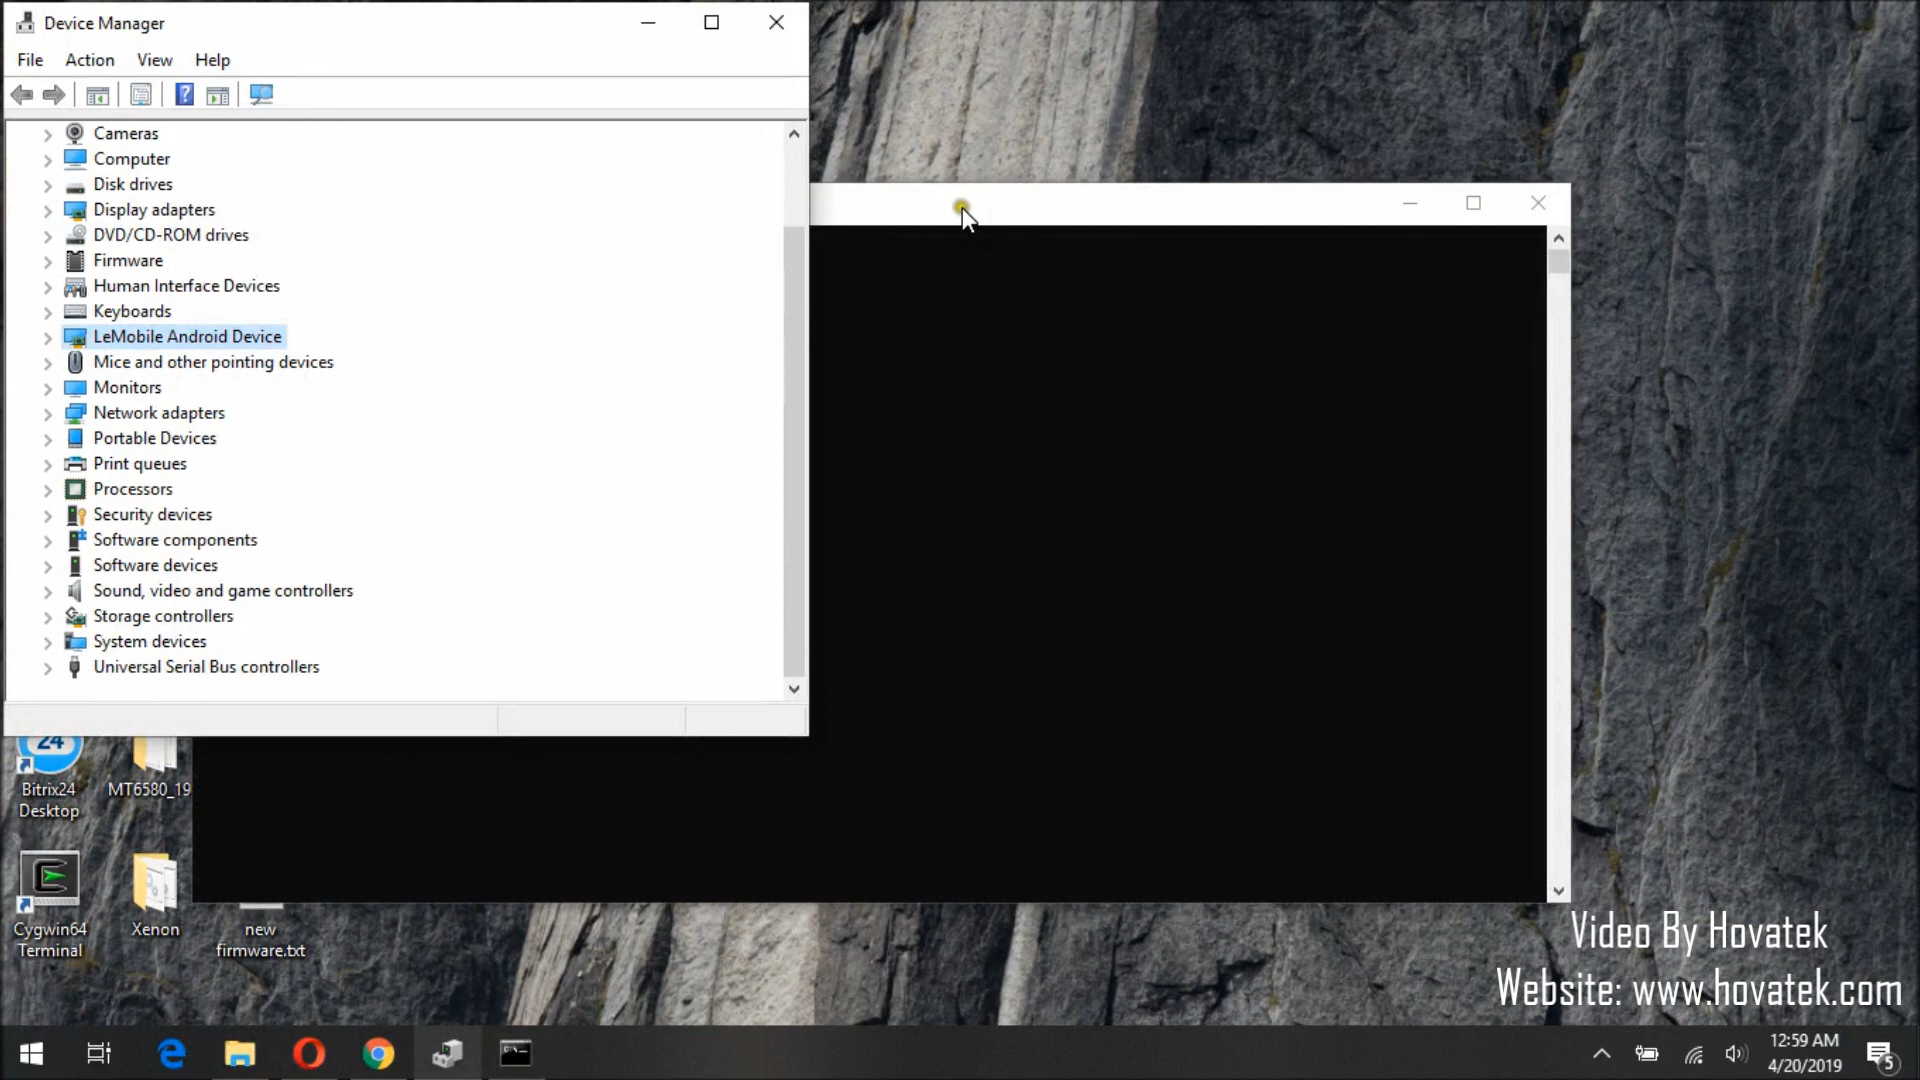 Device Manager
File Action View Help
Cameras
Computer
Disk drives
Display adapters
DVD/CD-ROM drives
Firmware
Human Interface Devices
Keyboards
LeMobile Android Device
Mice and other pointing devices
Monitors
Network adapters
Portable Devices
Print queues
Processors
Security devices
Software components
Software devices
Sound, video and game controllers
Storage controllers
System devices
Universal Serial Bus controllers
24
Bitrix24
Desktop
MT6580_19
Cygwin64
Terminal
Xenon
new
firmware.txt
Video By Hovatek
Website: www.hovatek.com
12:59 AM
4/20/2019
5